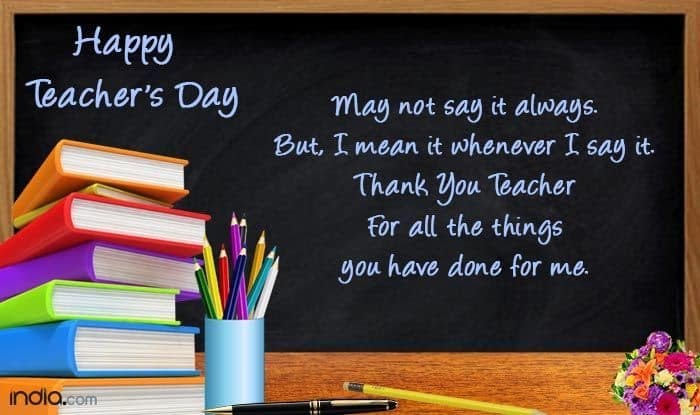 Happy
Teacher's Day
May not say it always.
But, I mean it whenever I say it.
Thank You Teacher
For all the things
you have done for me.
india.com